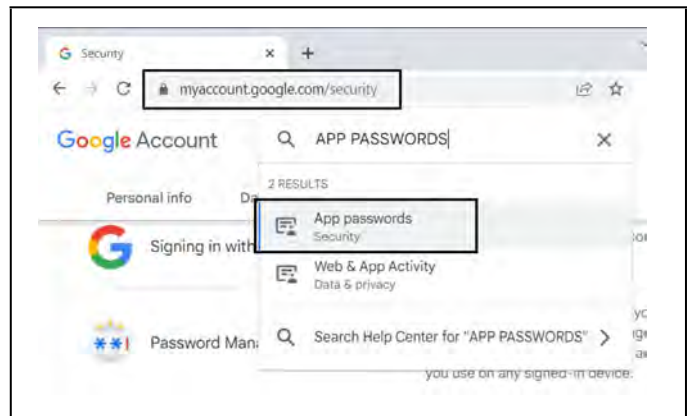 Security
myaccount.google.com/security
Google Account
APP PASSWORDS
Personal info
2 RESULTS
App passwords
Security
Signing in with
Web & App Activity
Data & privacy
Password Man
Search Help Center for "APP PASSWORDS"
you use on any signed-in device.